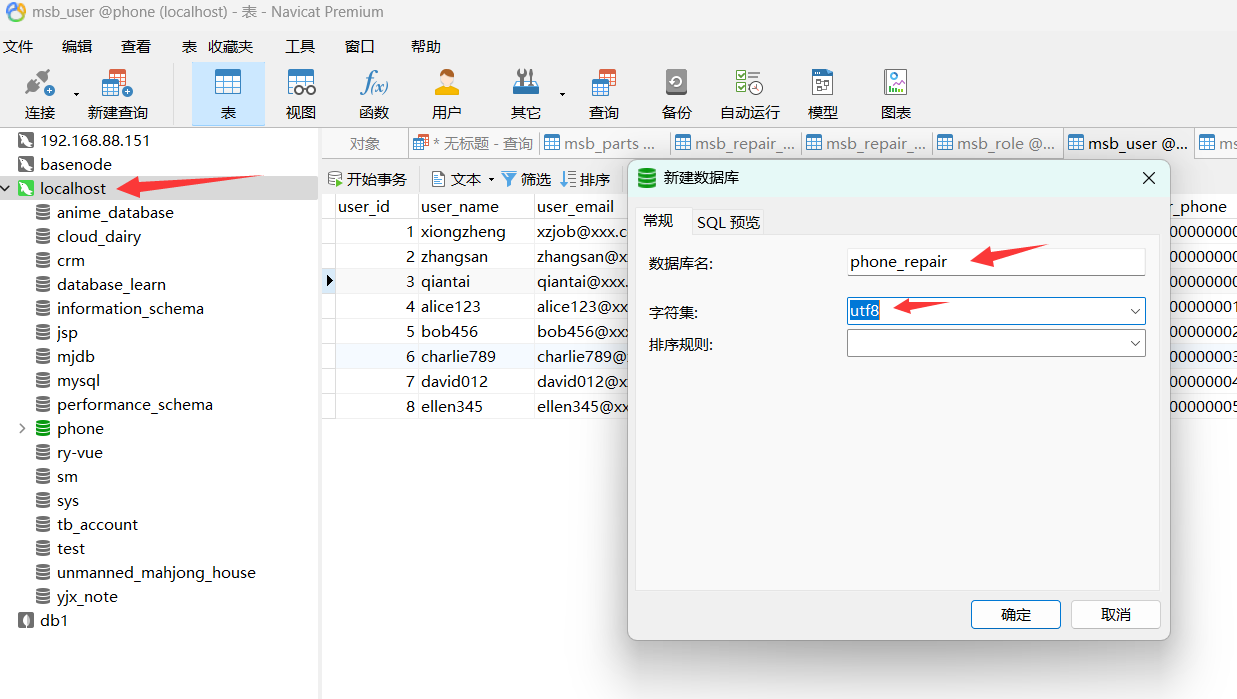 msb_user @phone (localhost) - 表 - Navicat Premium
文件 编辑 查看 表 收藏夹 工具 窗口 帮助
连接 新建查询 表 视图 函数 用户 其它 查询 备份 自动运行 模型 图表
192.168.88.151
basenode
localhost
anime_database
cloud_dairy
crm
database_learn
information_schema
jsp
mjdb
mysql
performance_schema
phone
ry-vue
sm
sys
tb_account
test
unmanned_mahjong_house
yjx_note
db1
对象 * 无标题 - 查询 msb_parts ... msb_repair_... msb_repair_... msb_role @... msb_user @... ms
开始事务 文本 筛选 排序
user_id user_name user_email r_phone
1 xiongzheng xzjob@xxx.c 00000000
2 zhangsan zhangsan@x 00000000
3 qiantai qiantai@xxx. 00000000
4 alice123 alice123@xx 000000001
5 bob456 bob456@xxx 000000002
6 charlie789 charlie789@ 000000003
7 david012 david012@xx 000000004
8 ellen345 ellen345@xx 000000005
新建数据库
常规 SQL 预览
数据库名: phone_repair
字符集: utf8
排序规则:
确定 取消